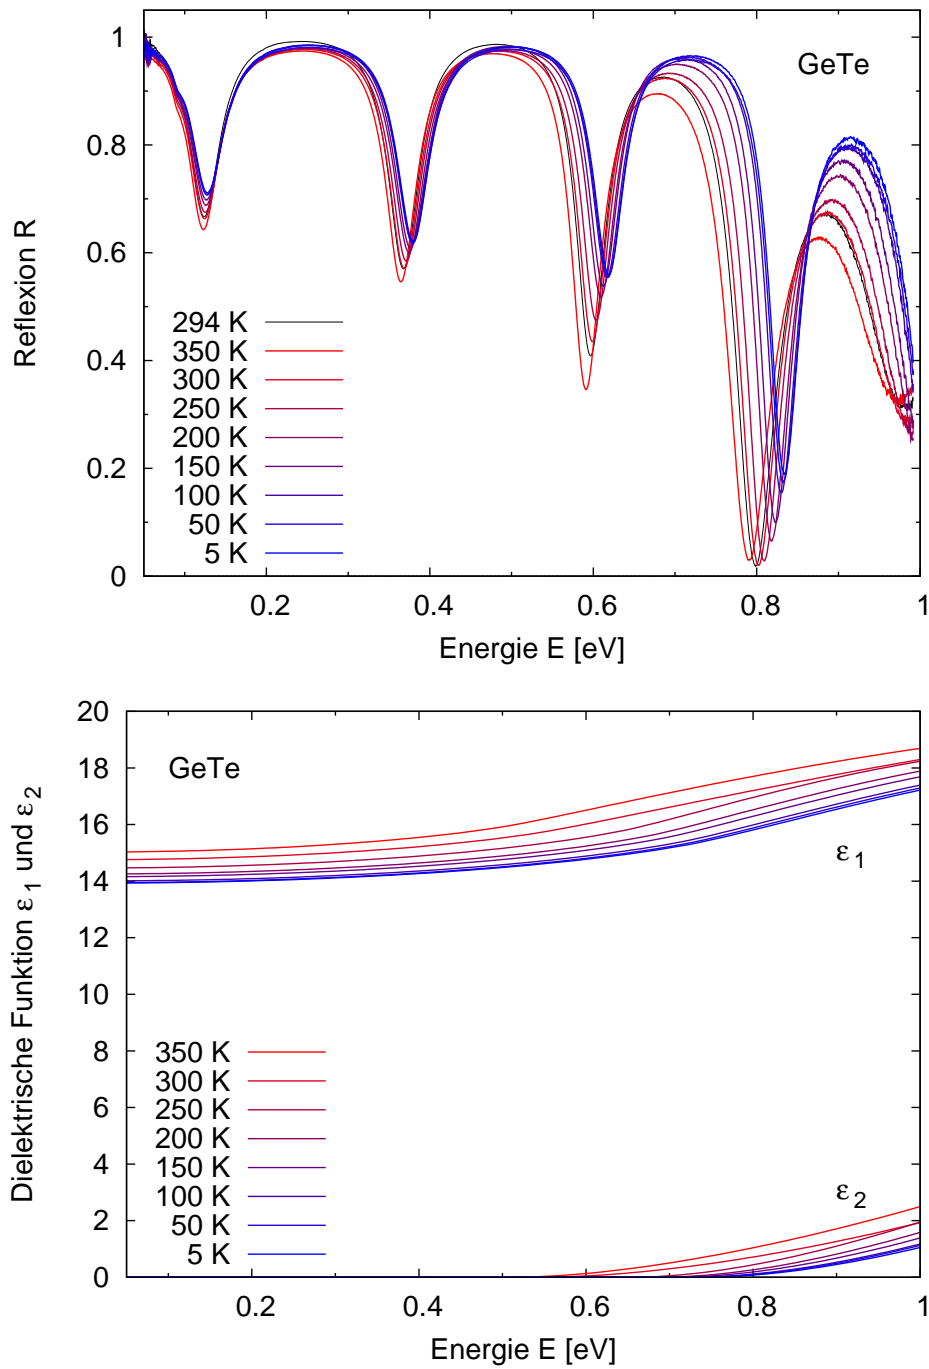 1
0.8
0.6
0.4
0.2
0
Reflexion R
GeTe
294 K
350 K
300 K
250 K
200 K
150 K
100 K
50 K
5 K
0.2 0.4 0.6 0.8 1
Energie E [eV]
20
18
16
14
12
10
8
6
4
2
0
Dielektrische Funktion ε1 und ε2
GeTe
ε1
350 K
300 K
250 K
200 K
150 K
100 K
50 K
5 K
ε2
0.2 0.4 0.6 0.8 1
Energie E [eV]